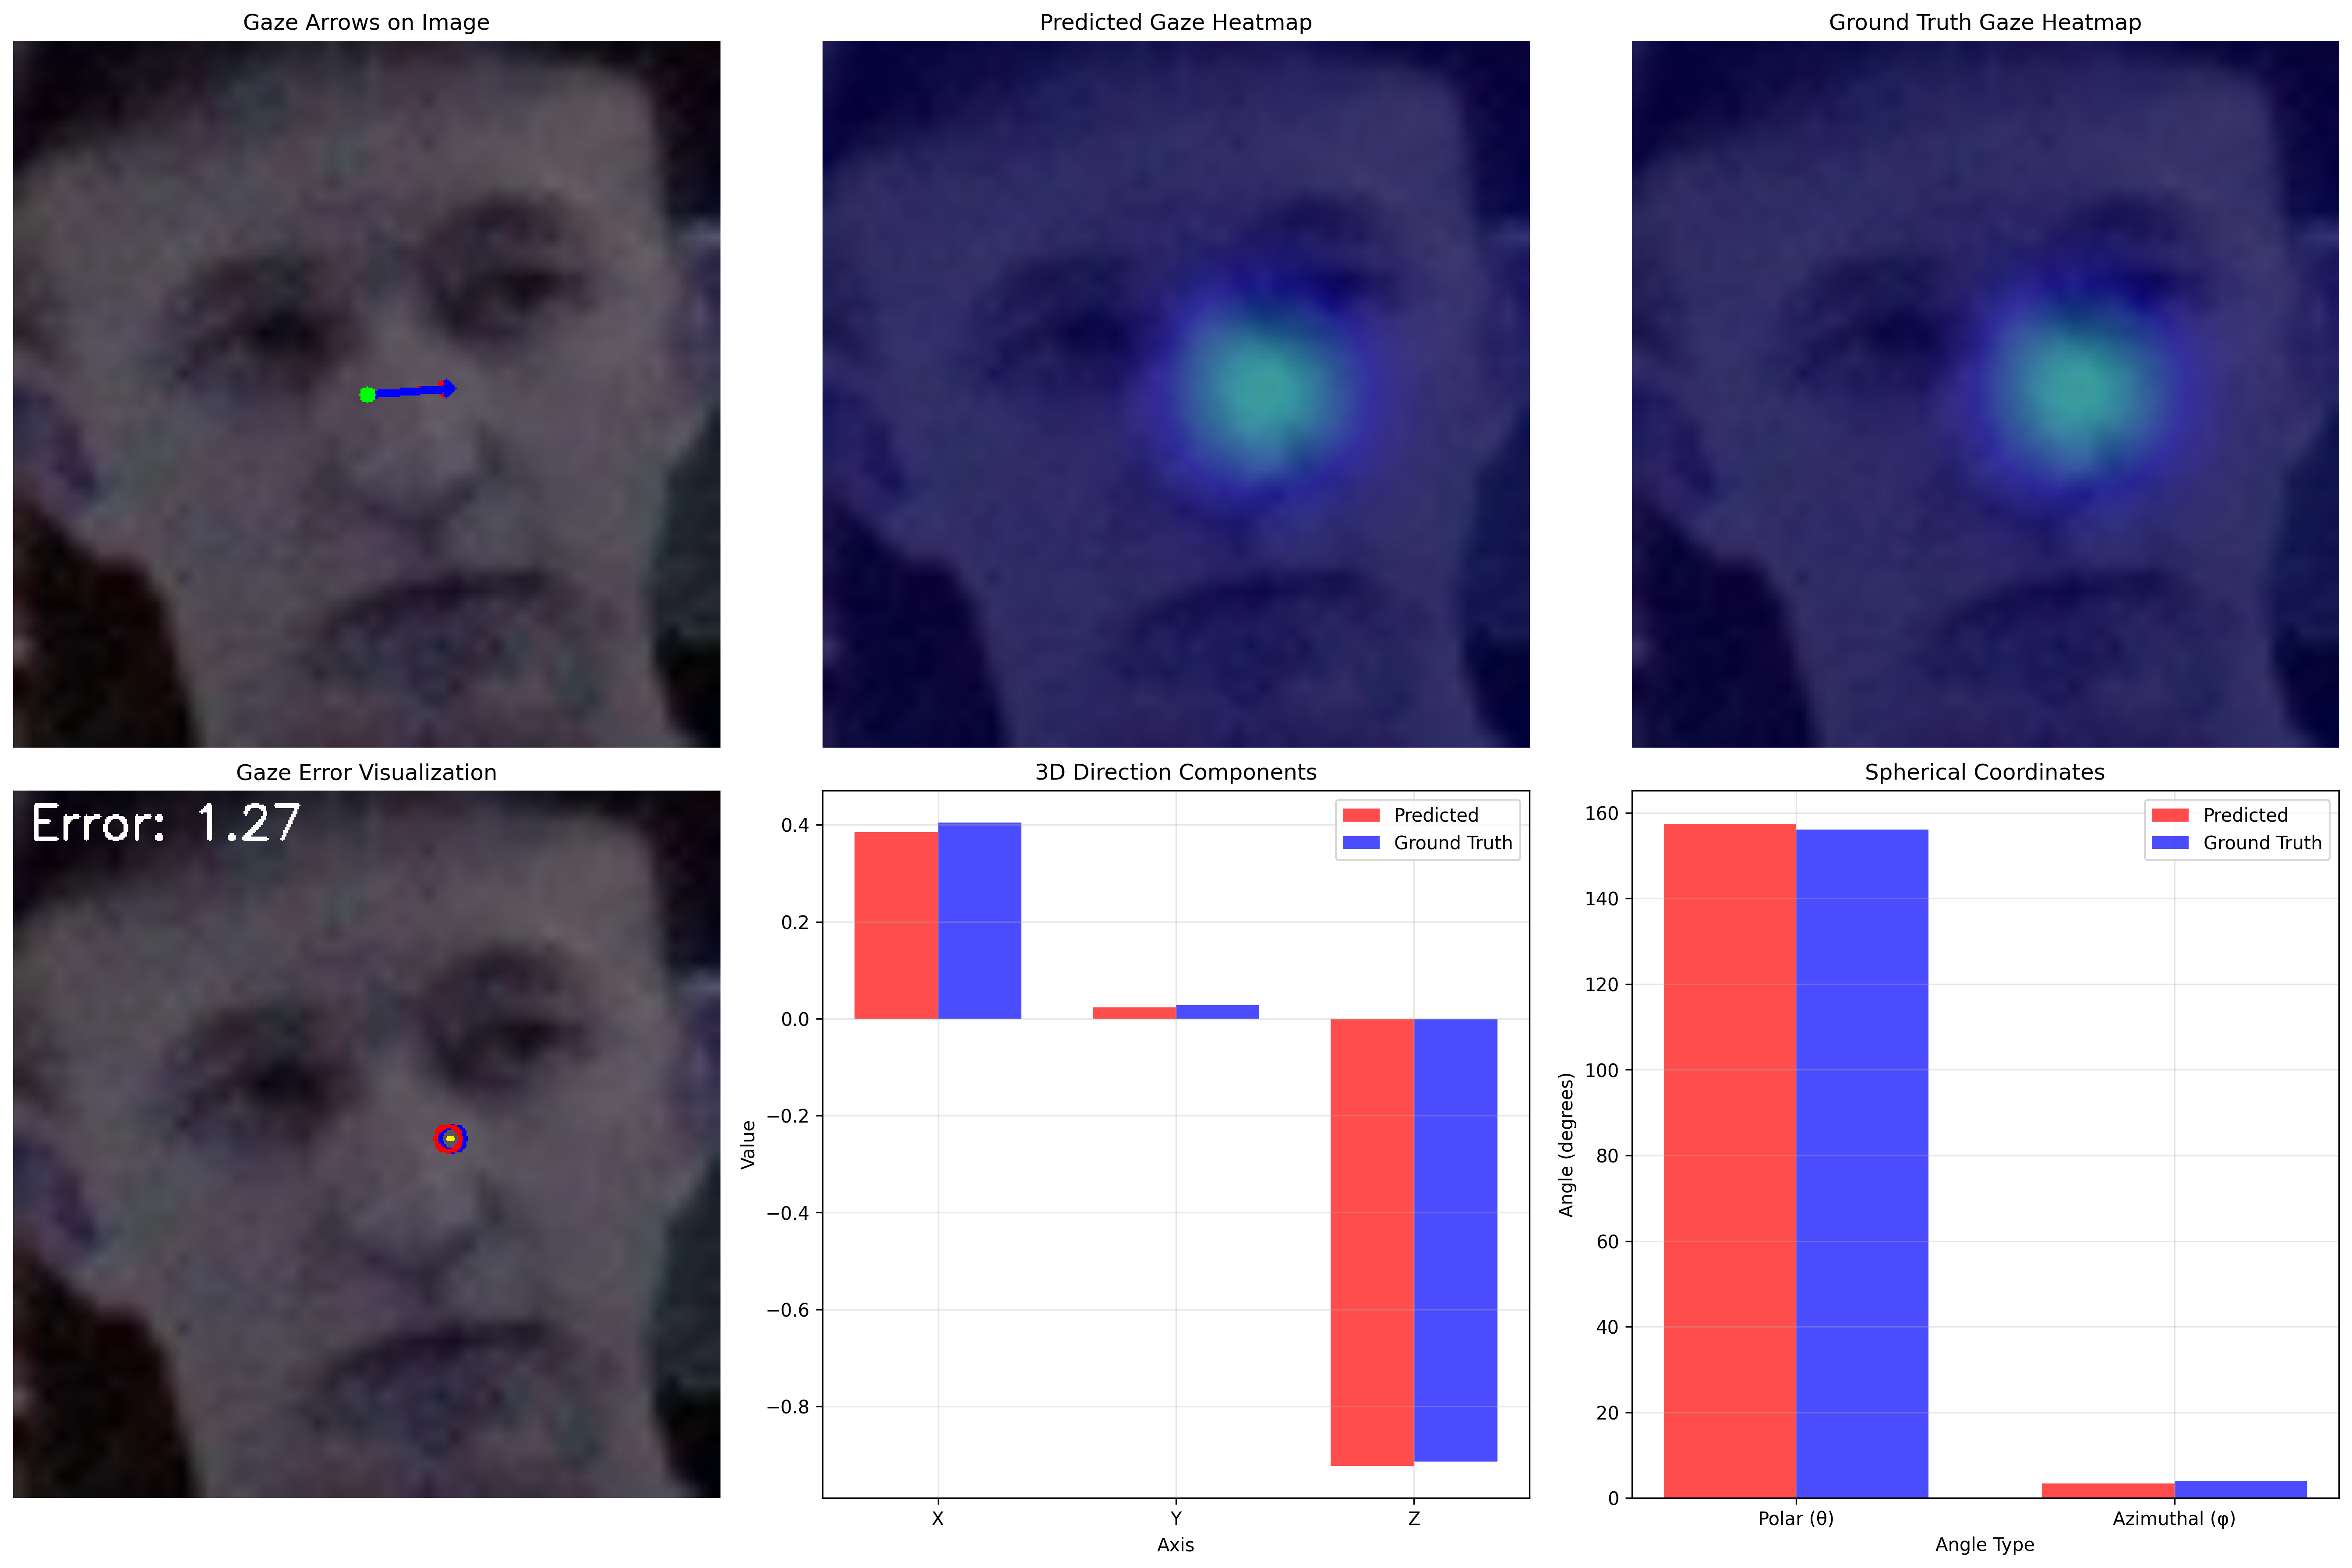 Gaze Arrows on Image
Predicted Gaze Heatmap
Ground Truth Gaze Heatmap
Gaze Error Visualization
Error: 1.27
3D Direction Components
Predicted
Ground Truth
0.4
0.2
0.0
−0.2
−0.4
−0.6
−0.8
Value
X
Y
Z
Axis
Spherical Coordinates
Predicted
Ground Truth
160
140
120
100
80
60
40
20
0
Angle (degrees)
Polar (θ)
Azimuthal (φ)
Angle Type